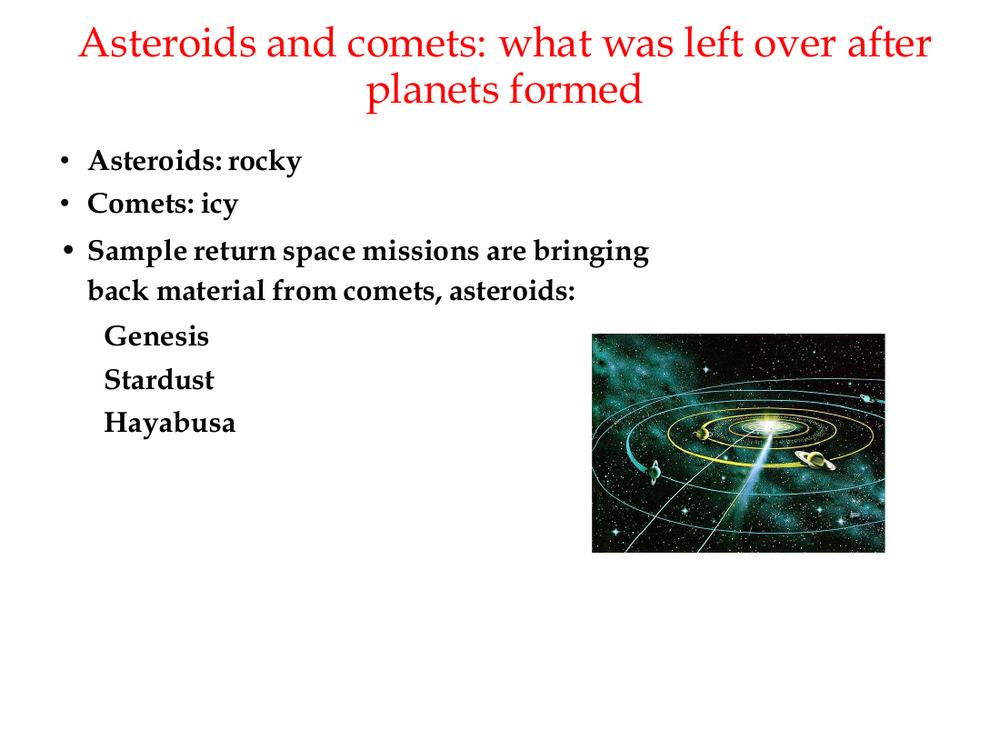 Asteroids and comets: what was left over after
planets formed
• Asteroids: rocky
• Comets: icy
• Sample return space missions are bringing
back material from comets, asteroids:
Genesis
Stardust
Hayabusa